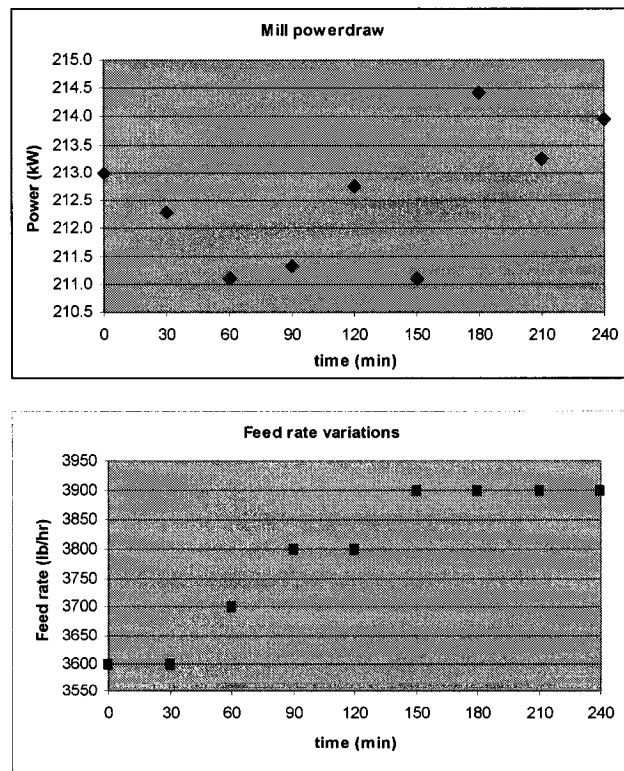 Mill powerdraw
Power (kW)
215.0
214.5
214.0
213.5
213.0
212.5
212.0
211.5
211.0
210.5
0 30 60 90 120 150 180 210 240
time (min)
Feed rate variations
Feed rate (lb/hr)
3950
3900
3850
3800
3750
3700
3650
3600
3550
0 30 60 90 120 150 180 210 240
time (min)